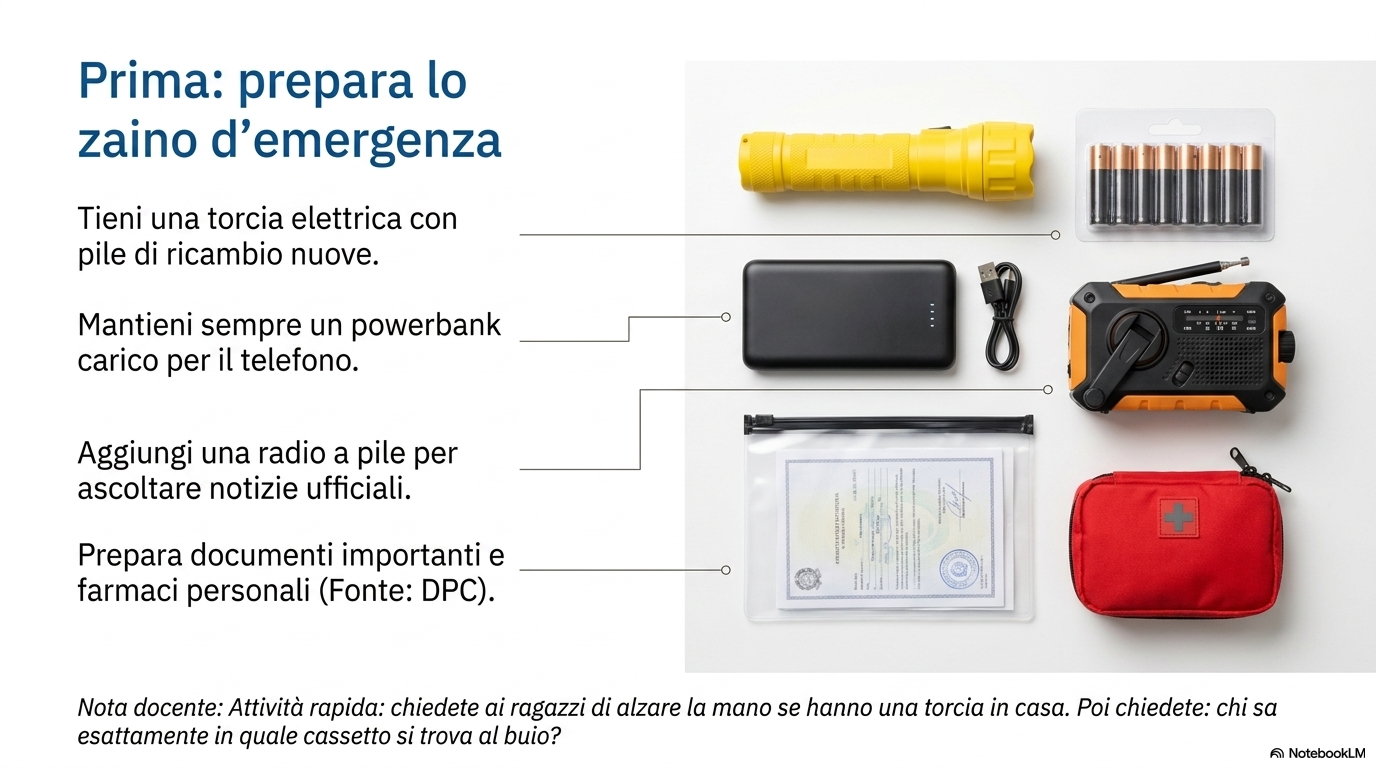 Prima: prepara lo
zaino d’emergenza
Tieni una torcia elettrica con
pile di ricambio nuove.
Mantieni sempre un powerbank
carico per il telefono.
Aggiungi una radio a pile per
ascoltare notizie ufficiali.
Prepara documenti importanti e
farmaci personali (Fonte: DPC).
Nota docente: Attività rapida: chiedete ai ragazzi di alzare la mano se hanno una torcia in casa. Poi chiedete: chi sa
esattamente in quale cassetto si trova al buio?
NotebookLM